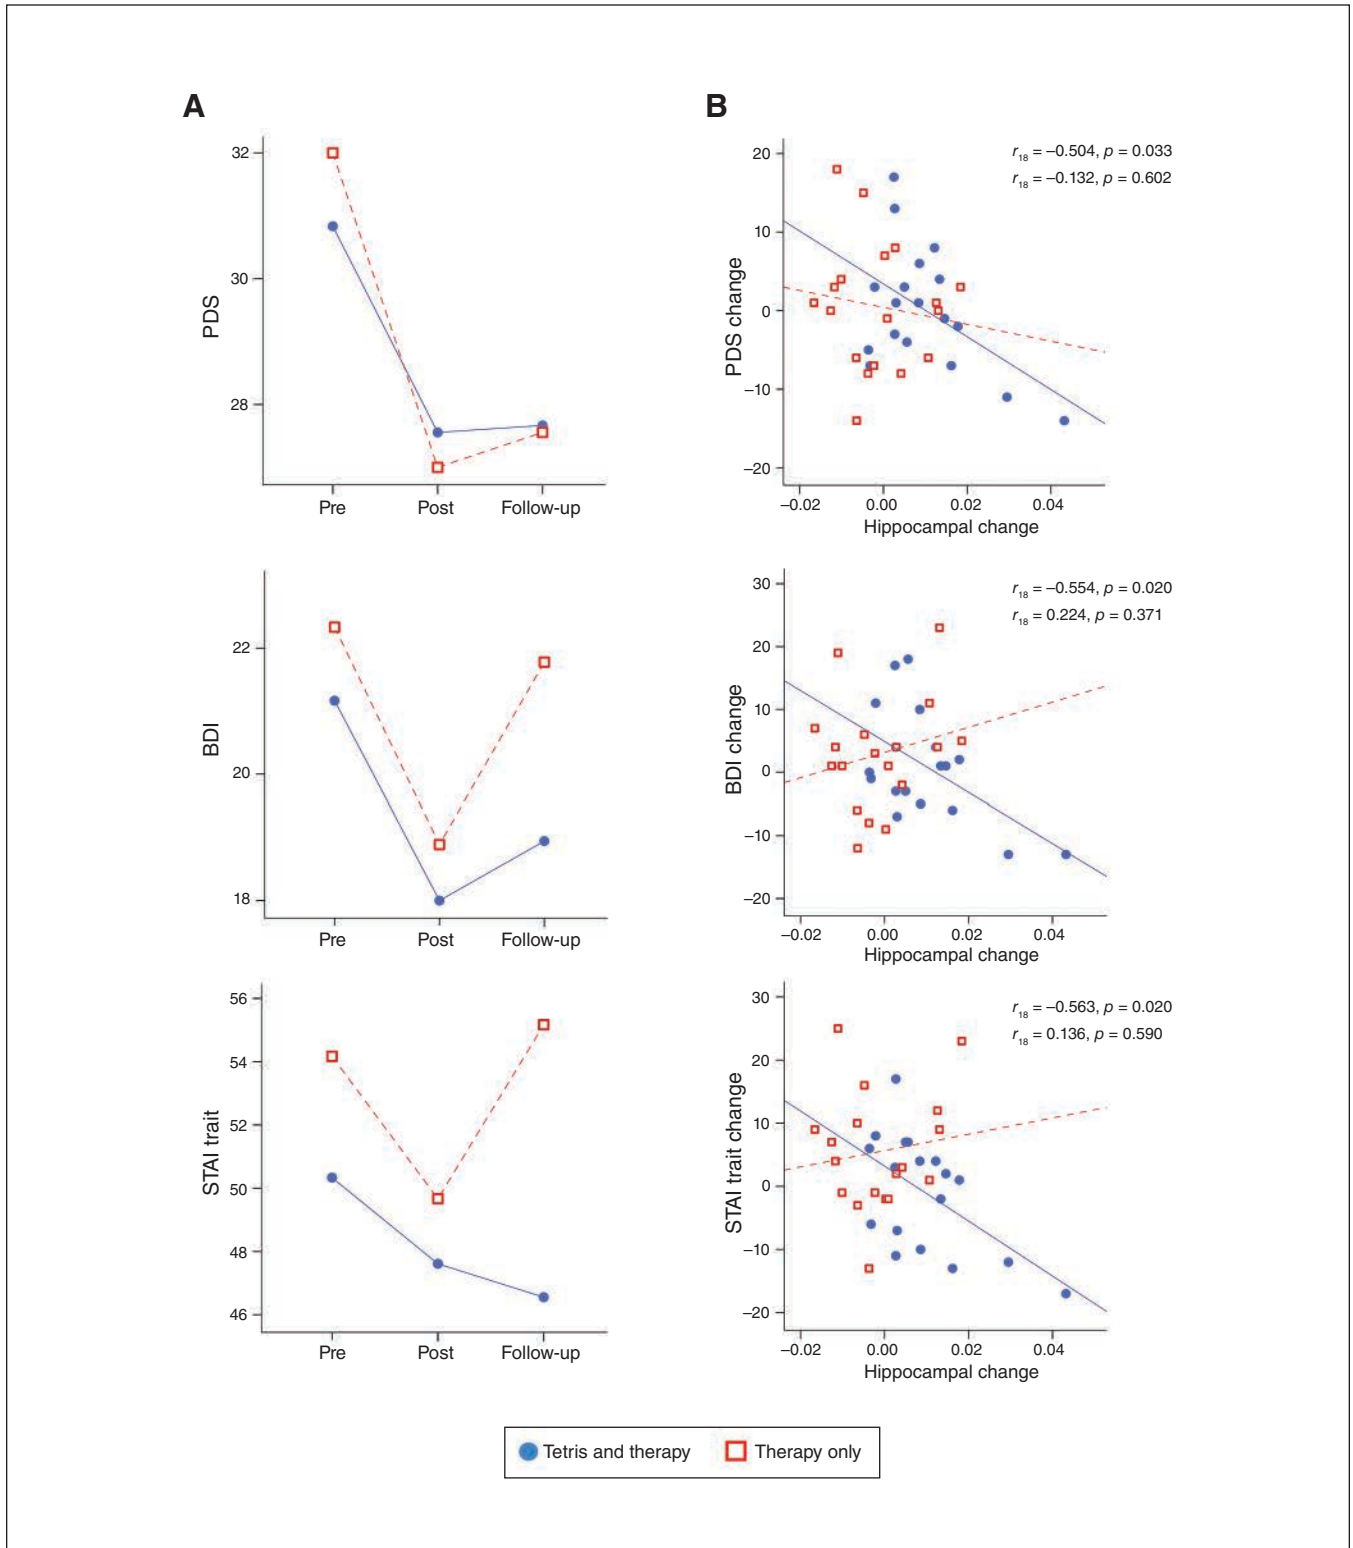 A
32
30
28
PDS
Pre Post Follow-up
B
r18 = –0.504, p = 0.033
r18 = –0.132, p = 0.602
20
10
0
–10
–20
PDS change
–0.02 0.00 0.02 0.04
Hippocampal change
22
20
18
BDI
Pre Post Follow-up
r18 = –0.554, p = 0.020
r18 = 0.224, p = 0.371
30
20
10
0
–10
–20
BDI change
–0.02 0.00 0.02 0.04
Hippocampal change
56
54
52
50
48
46
STAI trait
Pre Post Follow-up
r18 = –0.563, p = 0.020
r18 = 0.136, p = 0.590
30
20
10
0
–10
–20
STAI trait change
–0.02 0.00 0.02 0.04
Hippocampal change
Tetris and therapy Therapy only